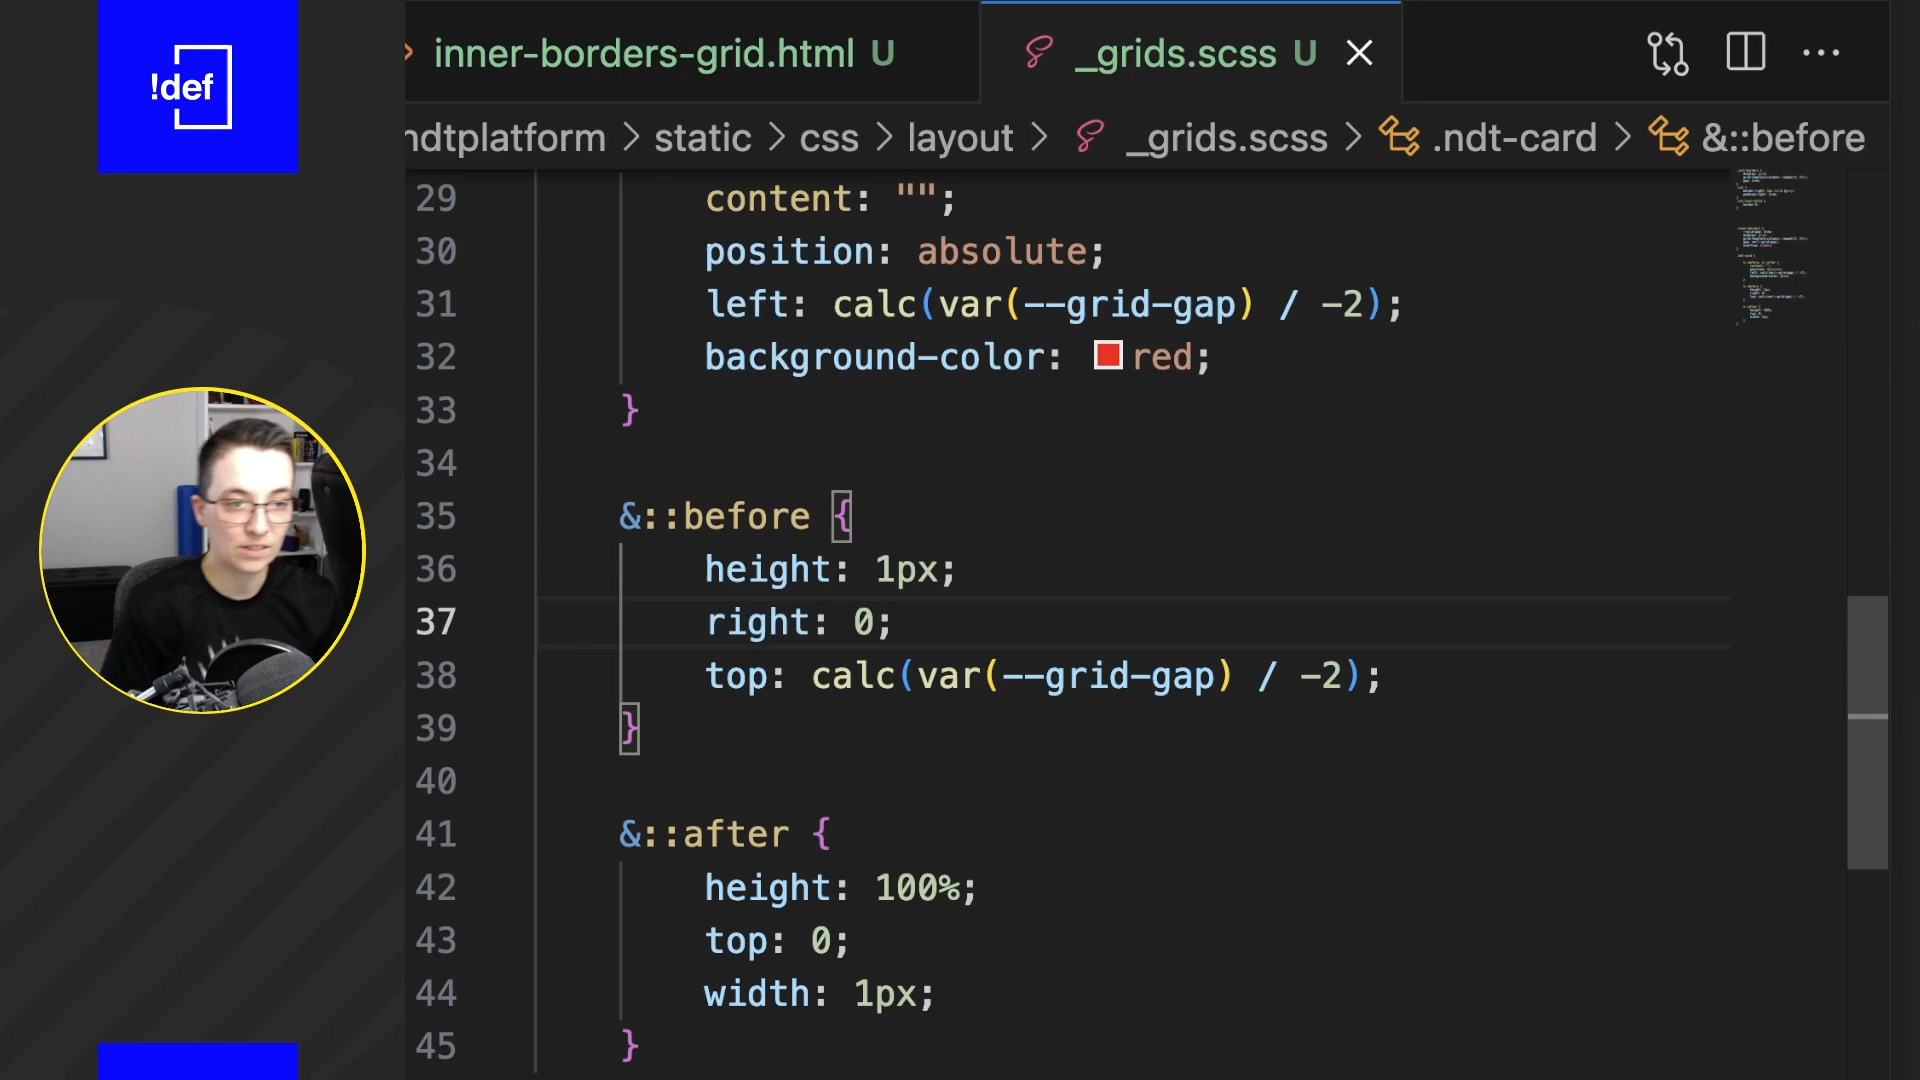 !def
inner-borders-grid.html U
_grids.scss U
ndtplatform > static > css > layout > _grids.scss > .ndt-card > &::before
29 content: "";
30 position: absolute;
31 left: calc(var(--grid-gap) / -2);
32 background-color: red;
33 }
34
35 &::before {
36 height: 1px;
37 right: 0;
38 top: calc(var(--grid-gap) / -2);
39 }
40
41 &::after {
42 height: 100%;
43 top: 0;
44 width: 1px;
45 }